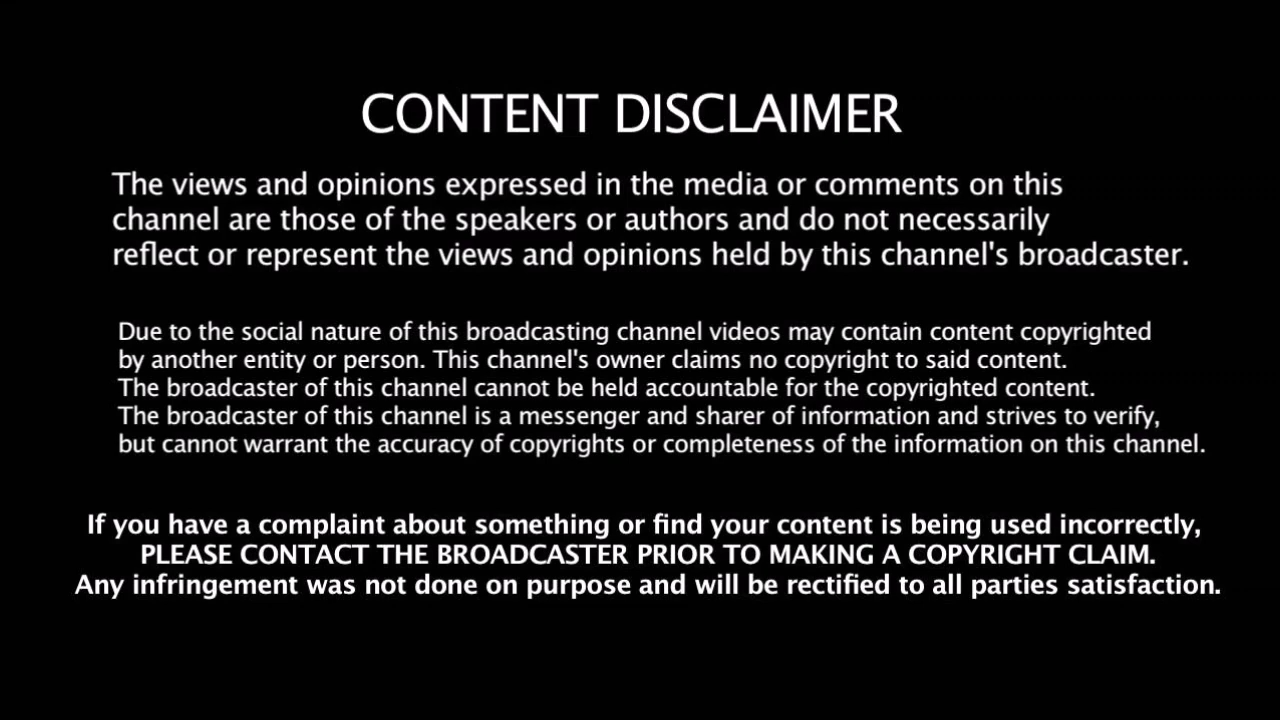 CONTENT DISCLAIMER
The views and opinions expressed in the media or comments on this
channel are those of the speakers or authors and do not necessarily
reflect or represent the views and opinions held by this channel's broadcaster.
Due to the social nature of this broadcasting channel videos may contain content copyrighted
by another entity or person. This channel's owner claims no copyright to said content.
The broadcaster of this channel cannot be held accountable for the copyrighted content.
The broadcaster of this channel is a messenger and sharer of information and strives to verify,
but cannot warrant the accuracy of copyrights or completeness of the information on this channel.
If you have a complaint about something or find your content is being used incorrectly,
PLEASE CONTACT THE BROADCASTER PRIOR TO MAKING A COPYRIGHT CLAIM.
Any infringement was not done on purpose and will be rectified to all parties satisfaction.